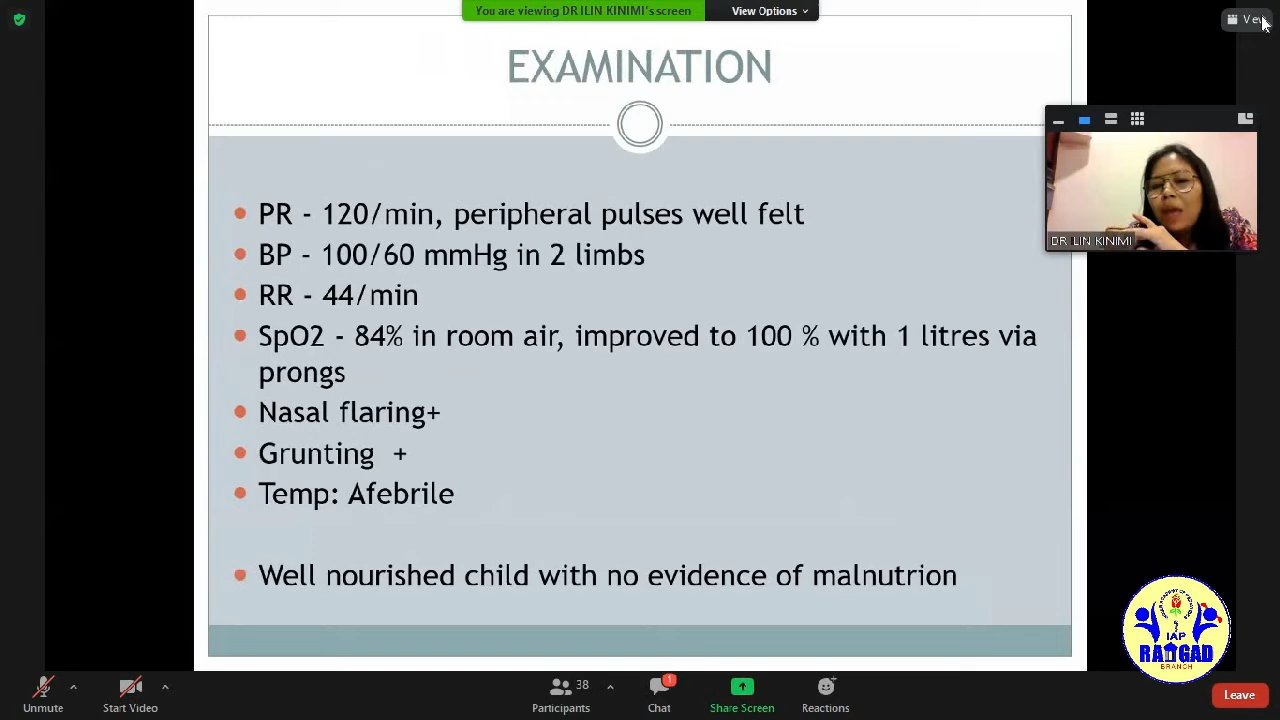 You are viewing DR ILIN KINIMI's screen
View Options
EXAMINATION
PR - 120/min, peripheral pulses well felt
BP - 100/60 mmHg in 2 limbs
RR - 44/min
SpO2 - 84% in room air, improved to 100 % with 1 litres via
prongs
Nasal flaring+
Grunting +
Temp: Afebrile
Well nourished child with no evidence of malnutrion
DR ILIN KINIMI
IAP
RAIGAD
BRANCH
Unmute
Start Video
38
Participants
1
Chat
Share Screen
Reactions
Leave